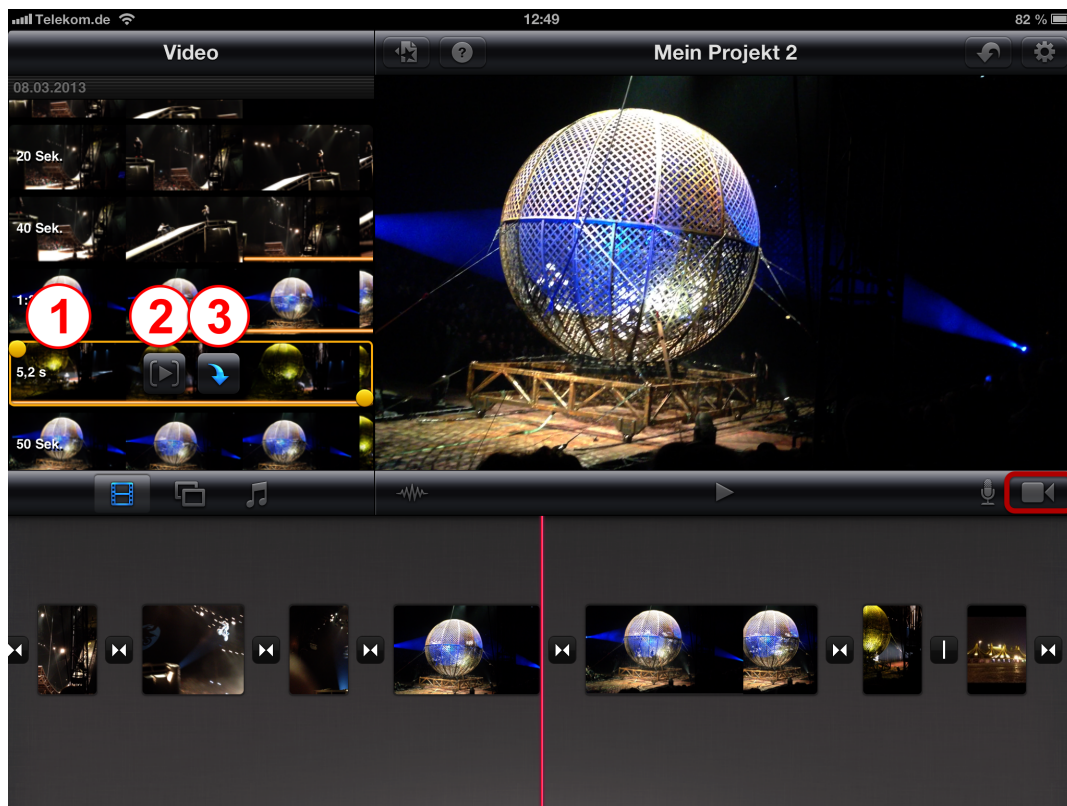 Telekom.de 12:49 82 %
Video Mein Projekt 2
08.03.2013
20 Sek.
40 Sek.
1:
1 2 3
5,2 s
50 Sek.